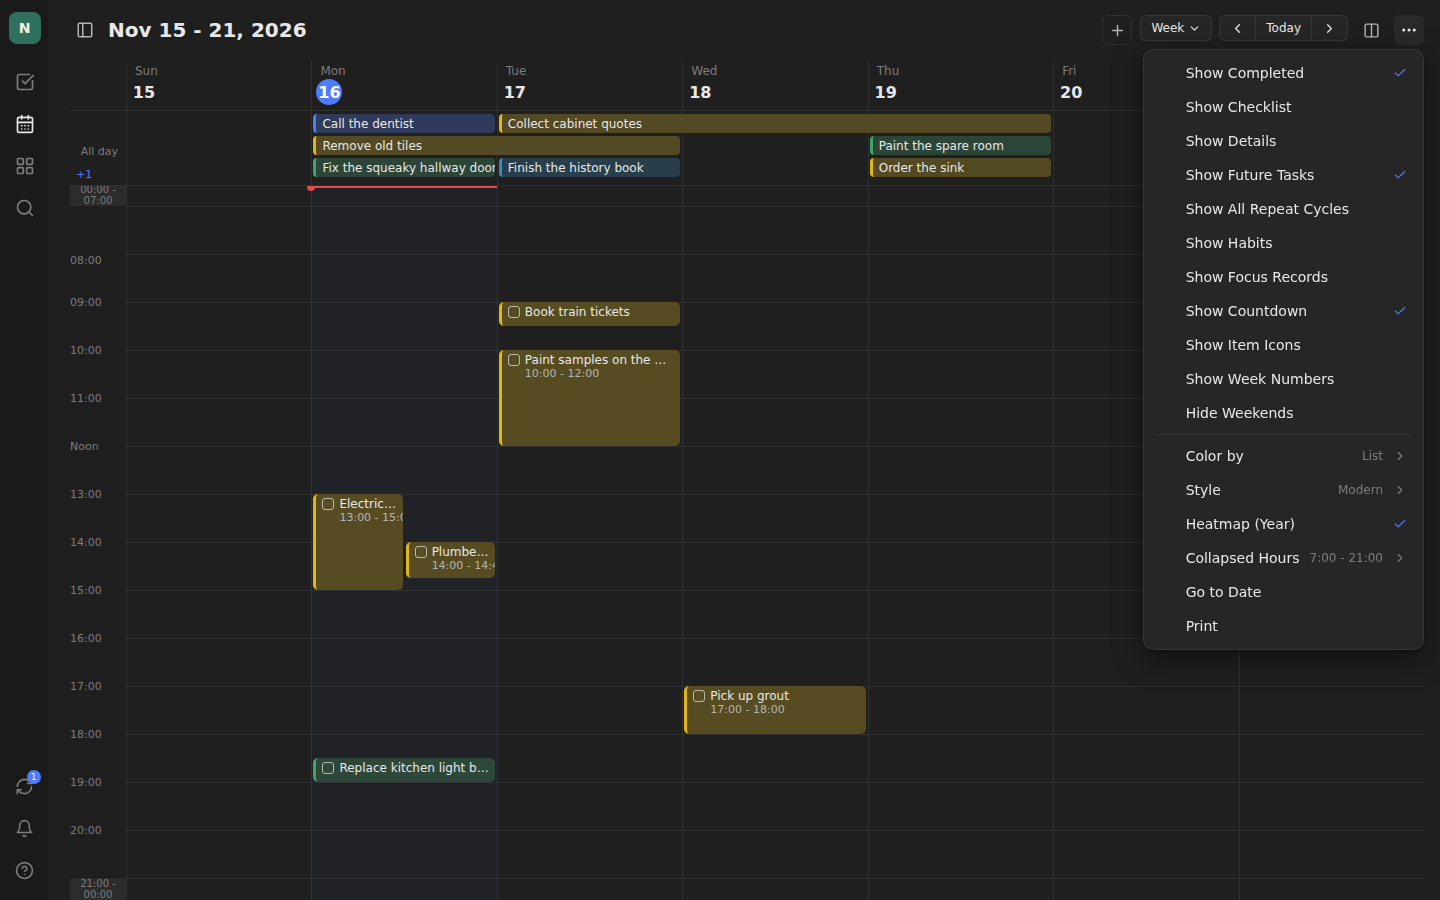 N
Nov 15 - 21, 2026
Week
Today
Sun
15
Mon
16
Tue
17
Wed
18
Thu
19
Fri
20
All day
+1
Call the dentist
Collect cabinet quotes
Remove old tiles
Paint the spare room
Fix the squeaky hallway door
Finish the history book
Order the sink
00:00 -
07:00
08:00
09:00
10:00
11:00
Noon
13:00
14:00
15:00
16:00
17:00
18:00
19:00
20:00
21:00 -
00:00
Book train tickets
Paint samples on the ...
10:00 - 12:00
Electric...
13:00 - 15:0
Plumbe...
14:00 - 14:4
Pick up grout
17:00 - 18:00
Replace kitchen light b...
Show Completed
Show Checklist
Show Details
Show Future Tasks
Show All Repeat Cycles
Show Habits
Show Focus Records
Show Countdown
Show Item Icons
Show Week Numbers
Hide Weekends
Color by List
Style Modern
Heatmap (Year)
Collapsed Hours 7:00 - 21:00
Go to Date
Print
1